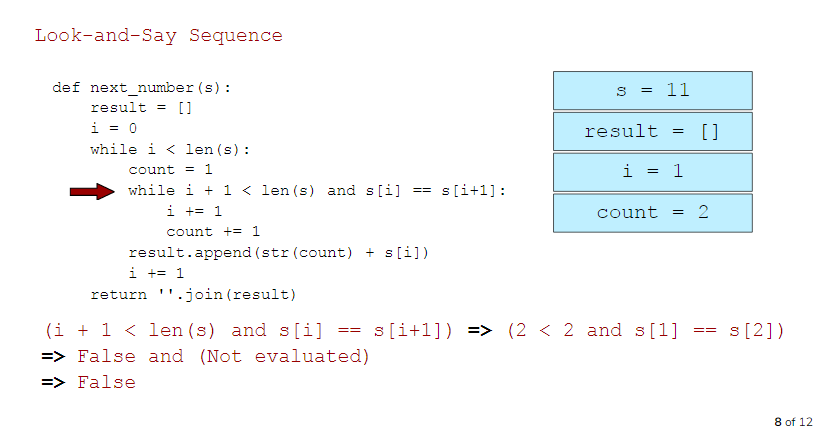 Look-and-Say Sequence
def next_number(s):
    result = []
    i = 0
    while i < len(s):
        count = 1
        while i + 1 < len(s) and s[i] == s[i+1]:
            i += 1
            count += 1
        result.append(str(count) + s[i])
        i += 1
    return ''.join(result)
s = 11
result = []
i = 1
count = 2
(i + 1 < len(s) and s[i] == s[i+1]) => (2 < 2 and s[1] == s[2])
=> False and (Not evaluated)
=> False
8 of 12